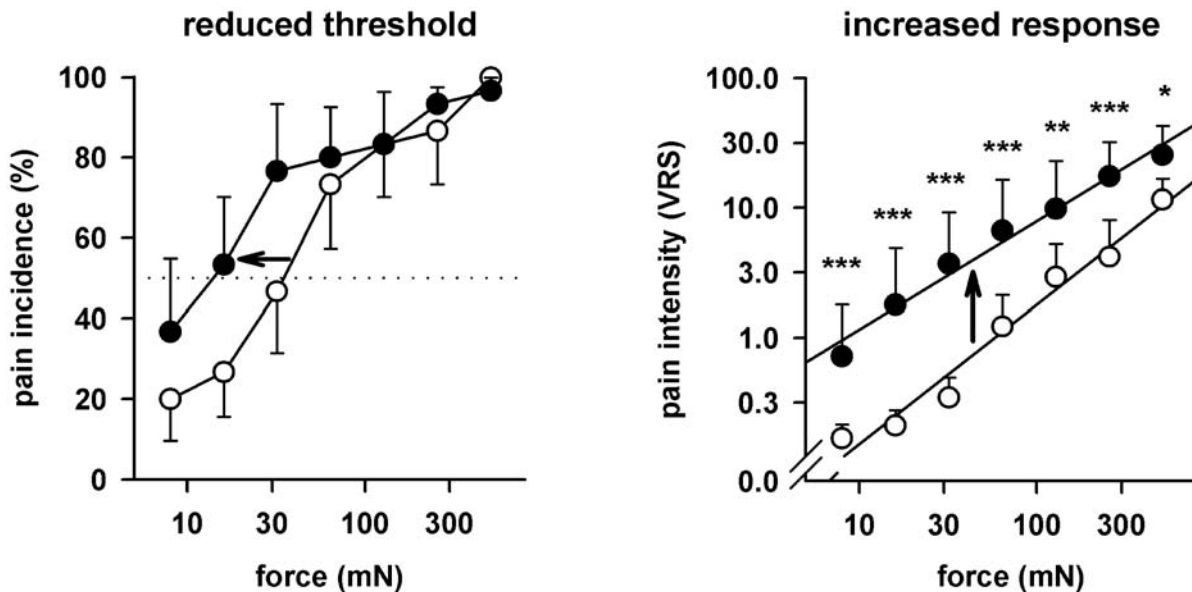 reduced threshold
pain incidence (%)
100
80
60
40
20
0
10 30 100 300
force (mN)
increased response
pain intensity (VRS)
100.0
30.0
10.0
3.0
1.0
0.3
0.0
*** *** *** *** ** *** *
10 30 100 300
force (mN)